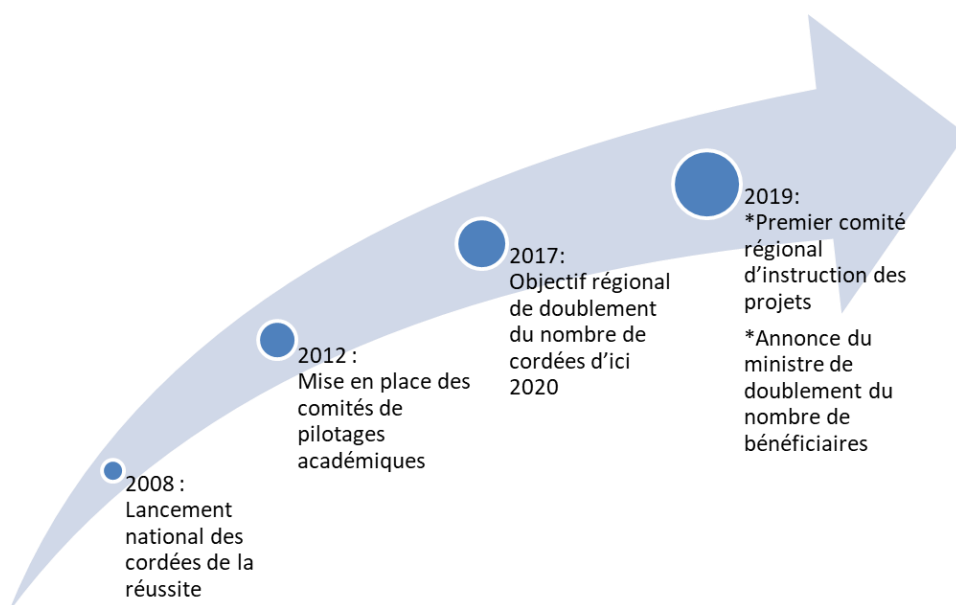 2008 :
Lancement
national des
cordées de la
réussite
2012 :
Mise en place des
comités de
pilotages
académiques
2017:
Objectif régional
de doublement
du nombre de
cordées d’ici
2020
2019:
*Premier comité
régional
d’instruction des
projets
*Annonce du
ministre de
doublement du
nombre de
bénéficiaires